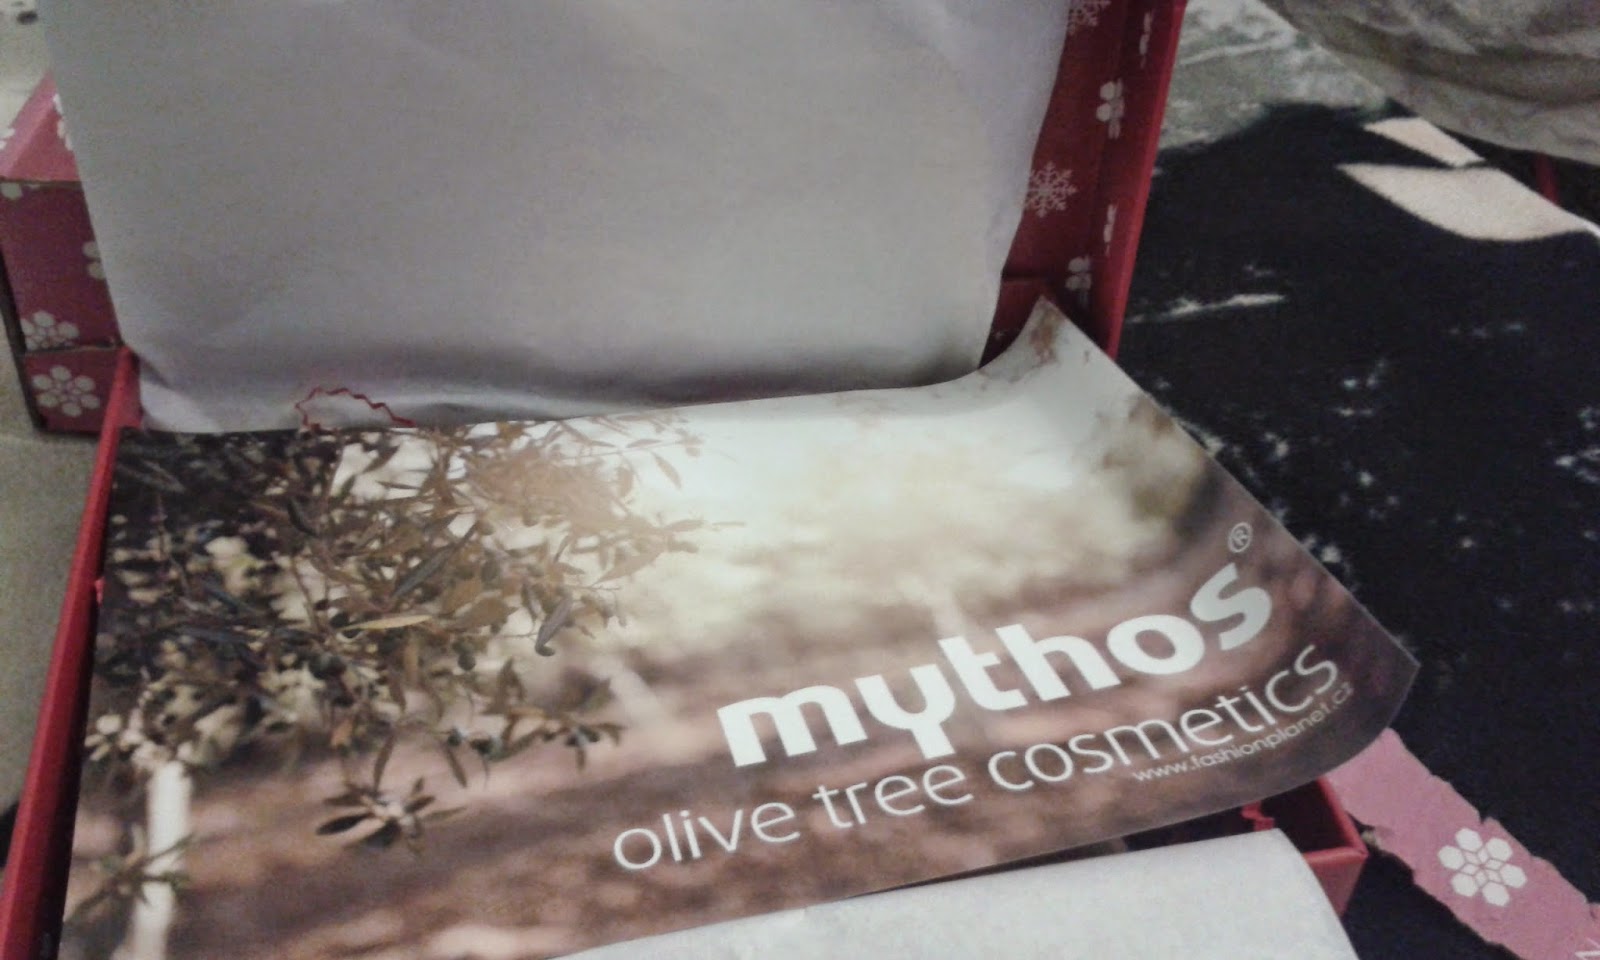 mythos®
olive tree cosmetics
www.fashionplanet.cz